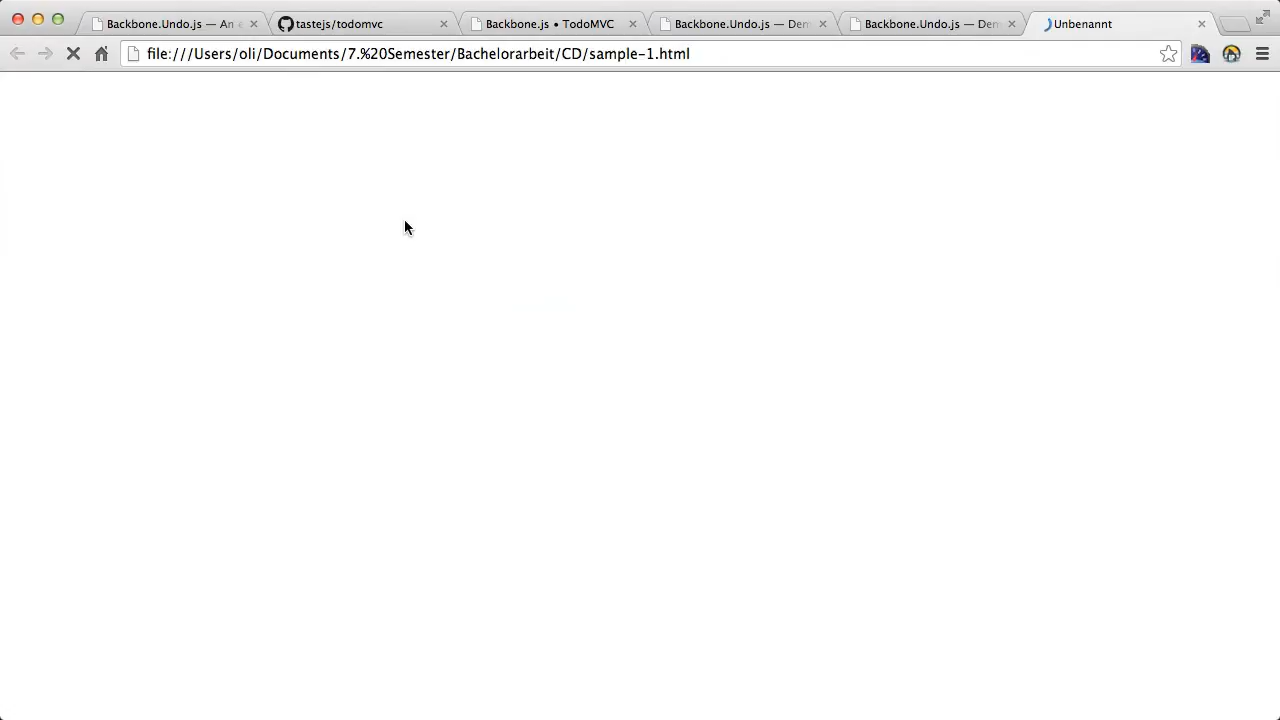 Backbone.Undo.js — An e
tastejs/todomvc
Backbone.js • TodoMVC
Backbone.Undo.js — Dem
Backbone.Undo.js — Dem
Unbenannt
file:///Users/oli/Documents/7.%20Semester/Bachelorarbeit/CD/sample-1.html